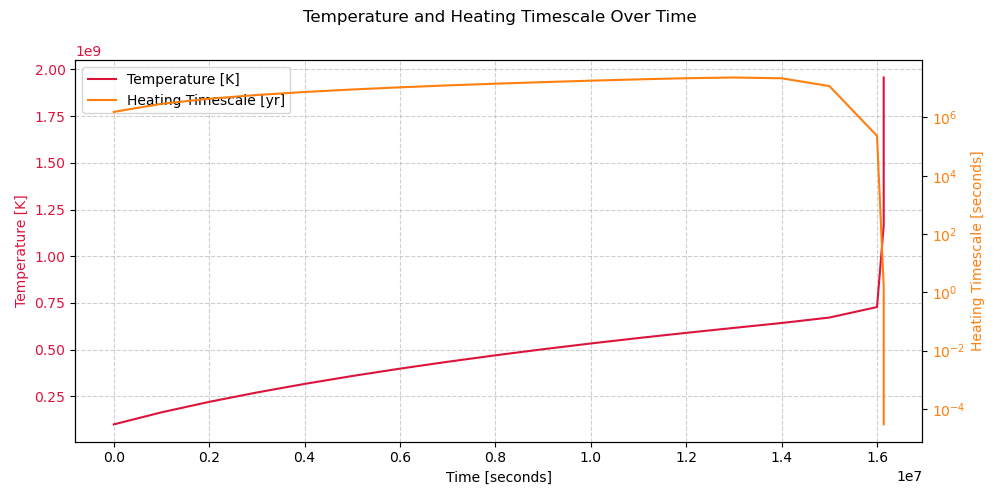 Temperature and Heating Timescale Over Time
1e9
Temperature [K]
Heating Timescale [yr]
2.00
1.75
1.50
1.25
1.00
0.75
0.50
0.25
Temperature [K]
10^6
10^4
10^2
10^0
10^-2
10^-4
Heating Timescale [seconds]
0.0 0.2 0.4 0.6 0.8 1.0 1.2 1.4 1.6
1e7
Time [seconds]